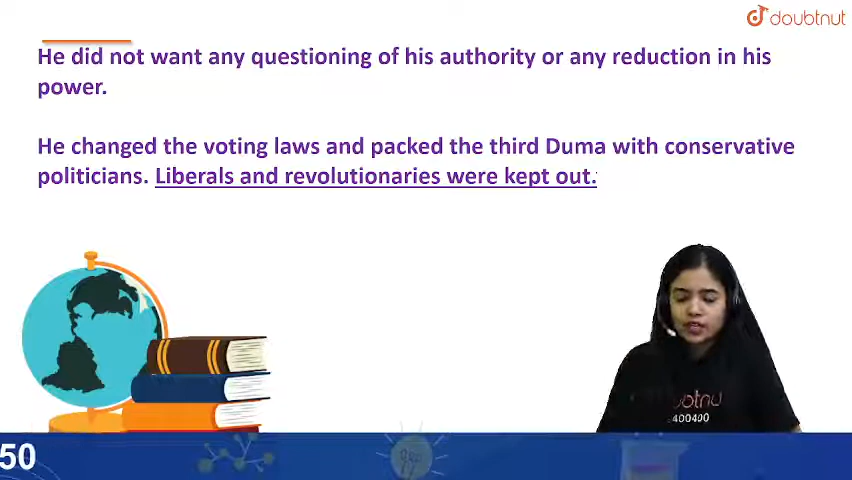 doubtnut
He did not want any questioning of his authority or any reduction in his
power.
He changed the voting laws and packed the third Duma with conservative
politicians. Liberals and revolutionaries were kept out.
400400
50